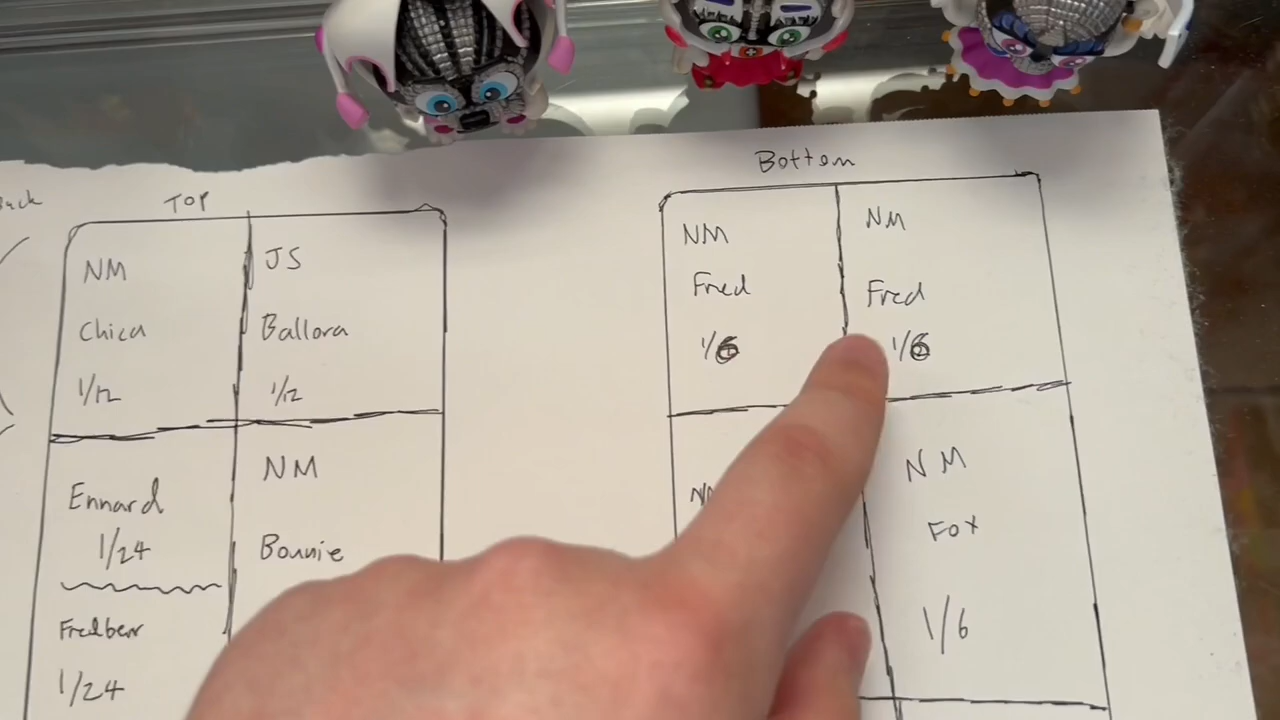 TOP
NM
Chica
1/12
JS
Ballora
1/12
Ennard
1/24
Fredbear
1/24
NM
Bonnie
Bottom
NM
Fred
1/6
NM
Fred
1/6
NM
Fox
1/6